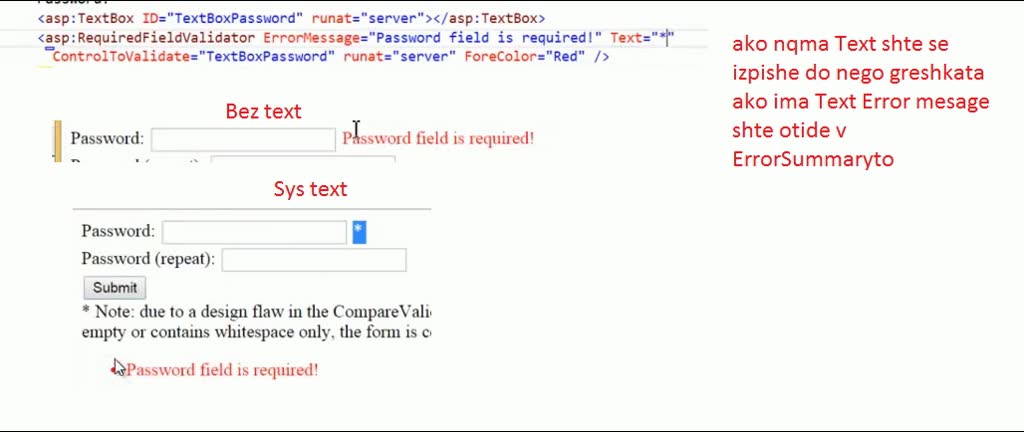 <asp:TextBox ID="TextBoxPassword" runat="server"></asp:TextBox>
<asp:RequiredFieldValidator ErrorMessage="Password field is required!" Text="*"
ControlToValidate="TextBoxPassword" runat="server" ForeColor="Red" />
ako nqma Text shte se
izpishe do nego greshkata
ako ima Text Error mesage
shte otide v
ErrorSummaryto
Bez text
Password: Password field is required!
Sys text
Password: *
Password (repeat):
Submit
* Note: due to a design flaw in the CompareVali
empty or contains whitespace only, the form is c
Password field is required!